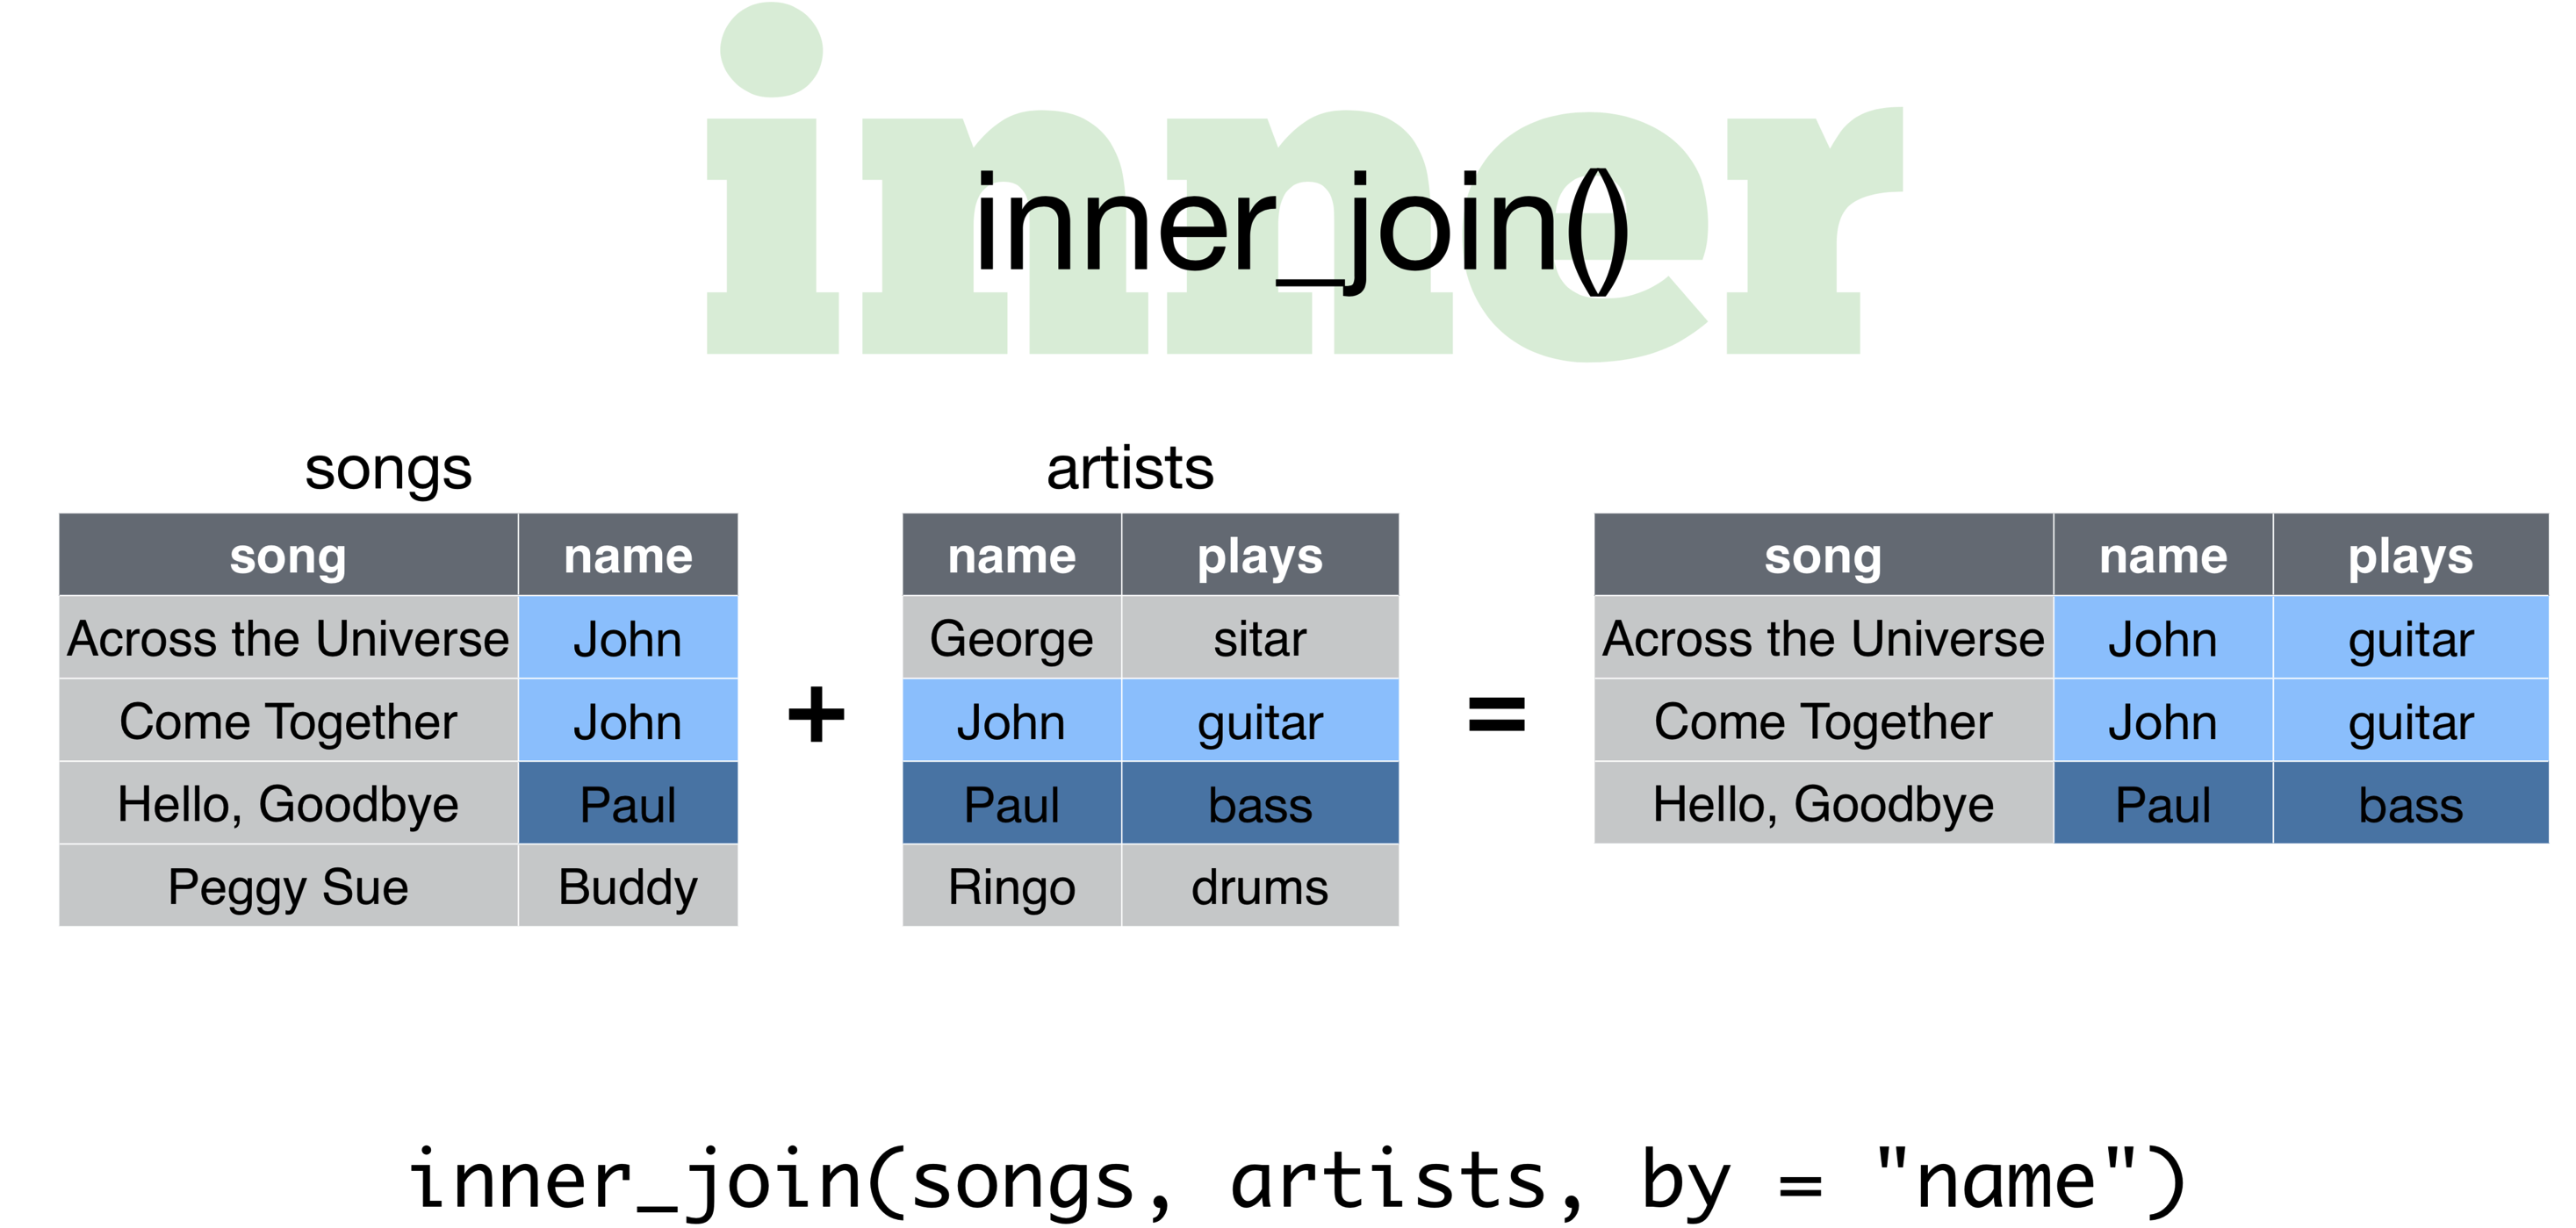 inner
inner_join()
songs
song name
Across the Universe John
Come Together John
Hello, Goodbye Paul
Peggy Sue Buddy
+
artists
name plays
George sitar
John guitar
Paul bass
Ringo drums
=
song name plays
Across the Universe John guitar
Come Together John guitar
Hello, Goodbye Paul bass
inner_join(songs, artists, by = "name")